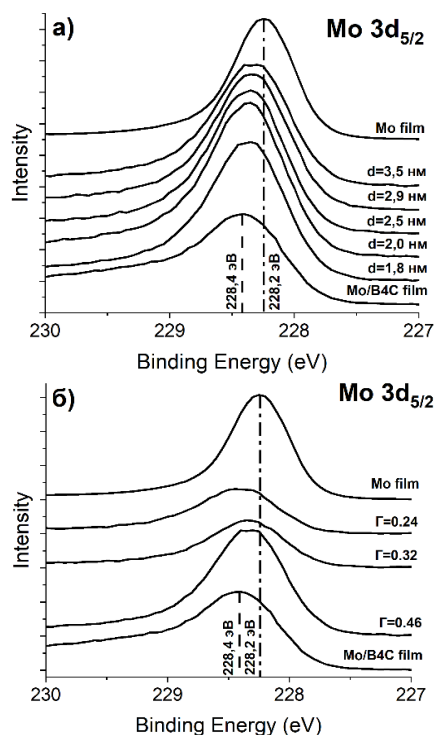 а)
Mo 3d5/2
Intensity
Mo film
d=3,5 нм
d=2,9 нм
d=2,5 нм
d=2,0 нм
d=1,8 нм
Mo/B4C film
228,4 эВ
228,2 эВ
230
229
228
227
Binding Energy (eV)
б)
Mo 3d5/2
Intensity
Mo film
Г=0.24
Г=0.32
Г=0.46
Mo/B4C film
228,4 эВ
228,2 эВ
230
229
228
227
Binding Energy (eV)